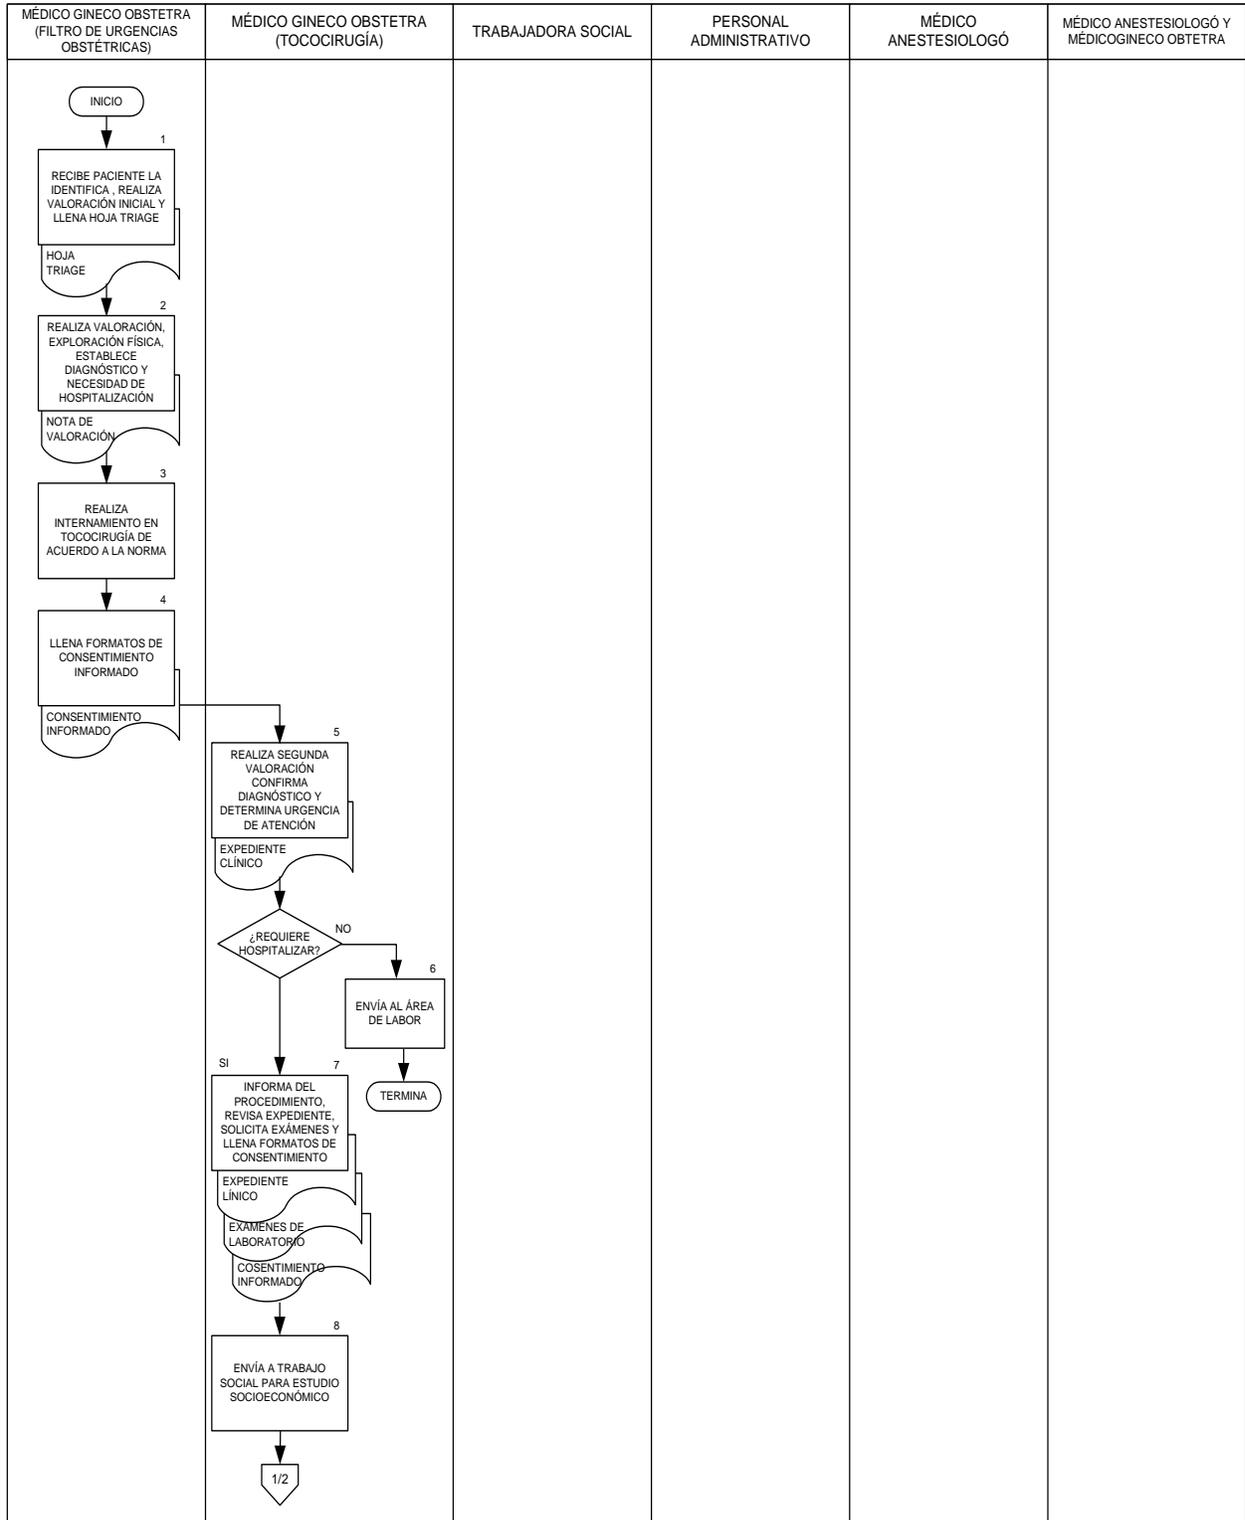 MÉDICO GINECO OBSTETRA
(FILTRO DE URGENCIAS
OBSTÉTRICAS)
MÉDICO GINECO OBSTETRA
(TOCOCIRUGÍA)
TRABAJADORA SOCIAL
PERSONAL
ADMINISTRATIVO
MÉDICO
ANESTESIOLOGÓ
MÉDICO ANESTESIOLOGÓ Y
MÉDICOGINECO OBTETRA
INICIO
1
RECIBE PACIENTE LA
IDENTIFICA , REALIZA
VALORACIÓN INICIAL Y
LLENA HOJA TRIAGE
HOJA
TRIAGE
2
REALIZA VALORACIÓN,
EXPLORACIÓN FÍSICA,
ESTABLECE
DIAGNÓSTICO Y
NECESIDAD DE
HOSPITALIZACIÓN
NOTA DE
VALORACIÓN
3
REALIZA
INTERNAMIENTO EN
TOCOCIRUGÍA DE
ACUERDO A LA NORMA
4
LLENA FORMATOS DE
CONSENTIMIENTO
INFORMADO
CONSENTIMIENTO
INFORMADO
5
REALIZA SEGUNDA
VALORACIÓN
CONFIRMA
DIAGNÓSTICO Y
DETERMINA URGENCIA
DE ATENCIÓN
EXPEDIENTE
CLÍNICO
¿REQUIERE
HOSPITALIZAR?
NO
6
ENVÍA AL ÁREA
DE LABOR
TERMINA
SI
7
INFORMA DEL
PROCEDIMIENTO,
REVISA EXPEDIENTE,
SOLICITA EXÁMENES Y
LLENA FORMATOS DE
CONSENTIMIENTO
EXPEDIENTE
LÍNICO
EXÁMENES DE
LABORATORIO
COSENTIMIENTO
INFORMADO
8
ENVÍA A TRABAJO
SOCIAL PARA ESTUDIO
SOCIOECONÓMICO
1/2